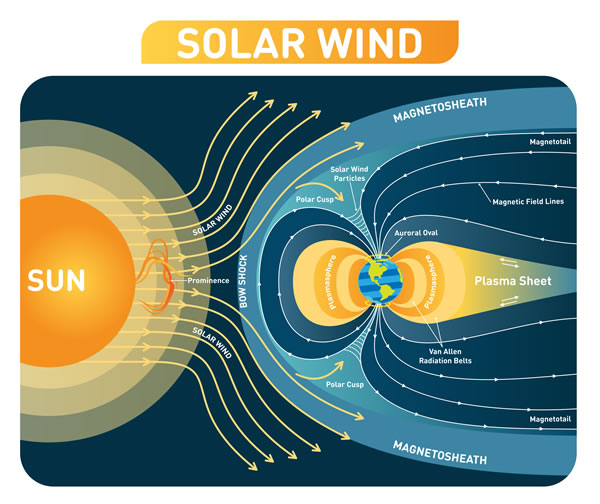 SOLAR WIND
MAGNETOSHEATH
Magnetotail
Solar Wind
Particles
Polar Cusp
Magnetic Field Lines
SOLAR WIND
Auroral Oval
BOW SHOCK
Plasmasphere
Plasmasphere
SUN
Prominence
Plasma Sheet
SOLAR WIND
Van Allen
Radiation Belts
Polar Cusp
Magnetotail
MAGNETOSHEATH